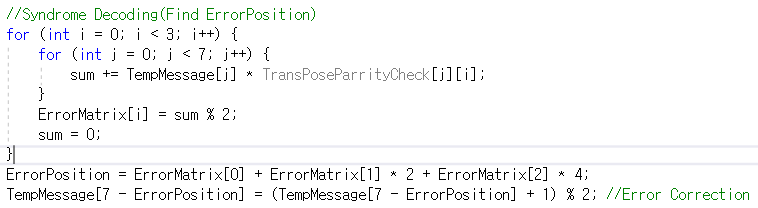 //Syndrome Decoding(Find ErrorPosition)
for (int i = 0; i < 3; i++) {
    for (int j = 0; j < 7; j++) {
        sum += TempMessage[j] * TransPoseParrityCheck[j][i];
    }
    ErrorMatrix[i] = sum % 2;
    sum = 0;
}
ErrorPosition = ErrorMatrix[0] + ErrorMatrix[1] * 2 + ErrorMatrix[2] * 4;
TempMessage[7 - ErrorPosition] = (TempMessage[7 - ErrorPosition] + 1) % 2; //Error Correction